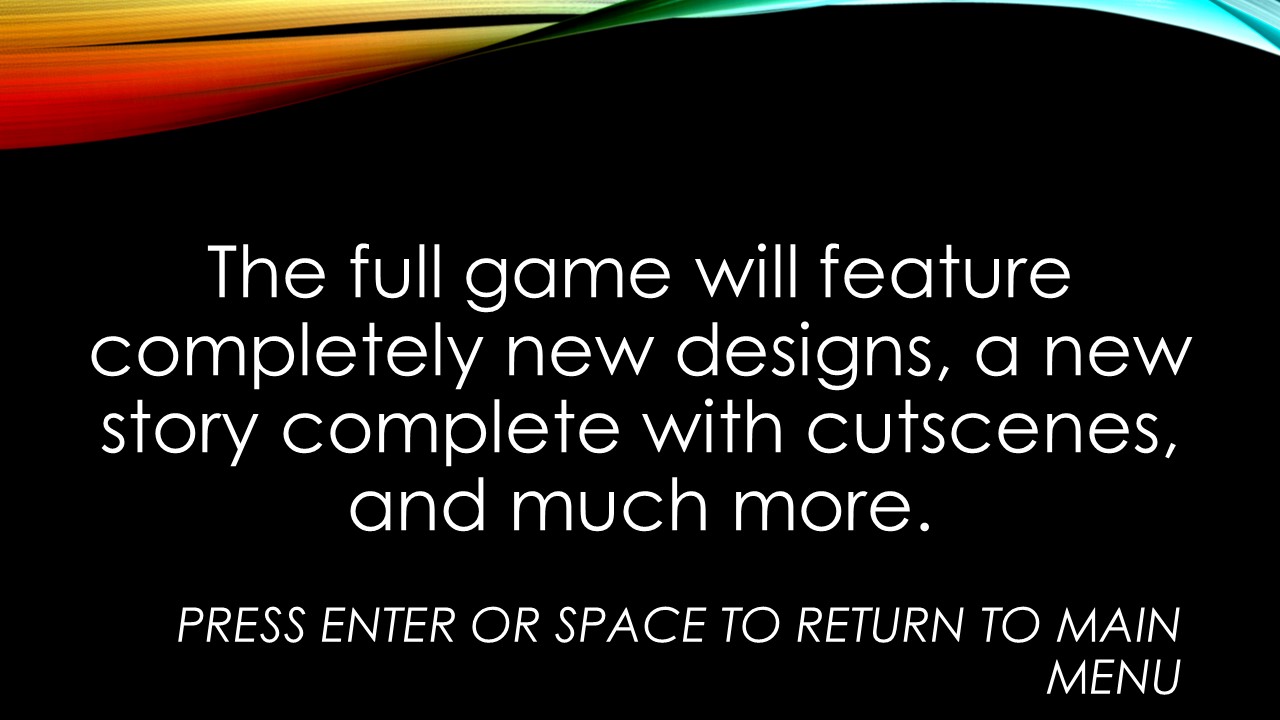 The full game will feature
completely new designs, a new
story complete with cutscenes,
and much more.
PRESS ENTER OR SPACE TO RETURN TO MAIN
MENU